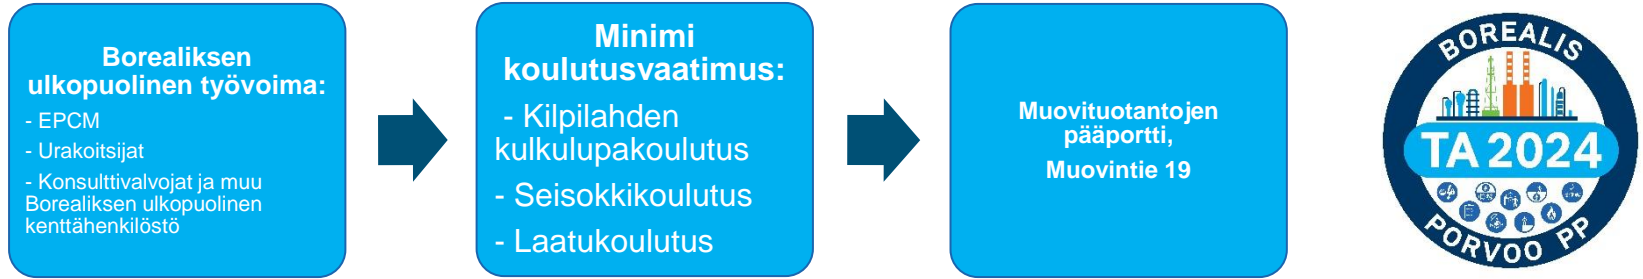 Borealiksen
ulkopuolinen työvoima:
- EPCM
- Urakoitsijat
- Konsulttivalvojat ja muu
Borealiksen ulkopuolinen
kenttähenkilöstö
Minimi
koulutusvaatimus:
- Kilpilahden
kulkulupakoulutus
- Seisokkikoulutus
- Laatukoulutus
Muovituotantojen
pääportti,
Muovintie 19
BOREALIS
TA 2024
PORVOO PP